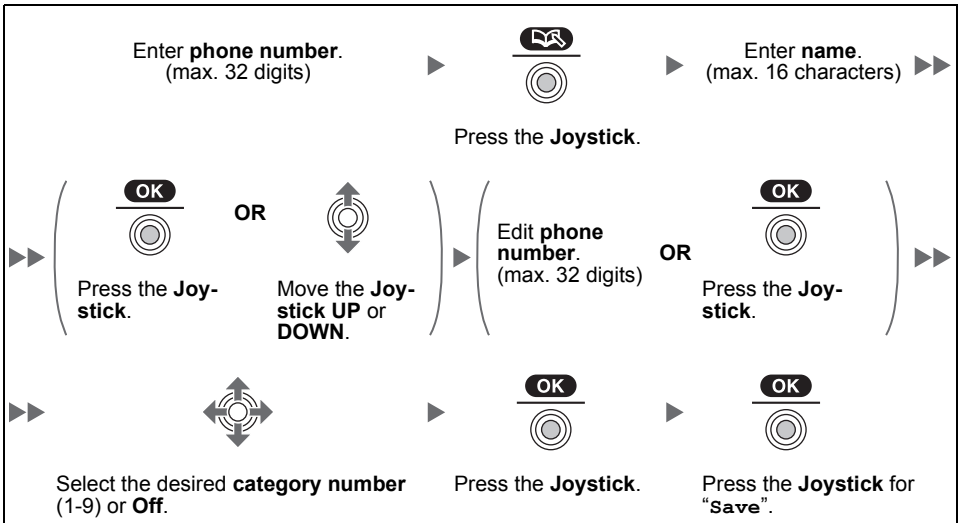 Enter phone number.
(max. 32 digits)
Press the Joystick.
Enter name.
(max. 16 characters)
OK
Press the Joy-
stick.
OR
Move the Joy-
stick UP or
DOWN.
Edit phone
number.
(max. 32 digits)
OR
OK
Press the Joy-
stick.
Select the desired category number
(1-9) or Off.
OK
Press the Joystick.
OK
Press the Joystick for
“Save”.